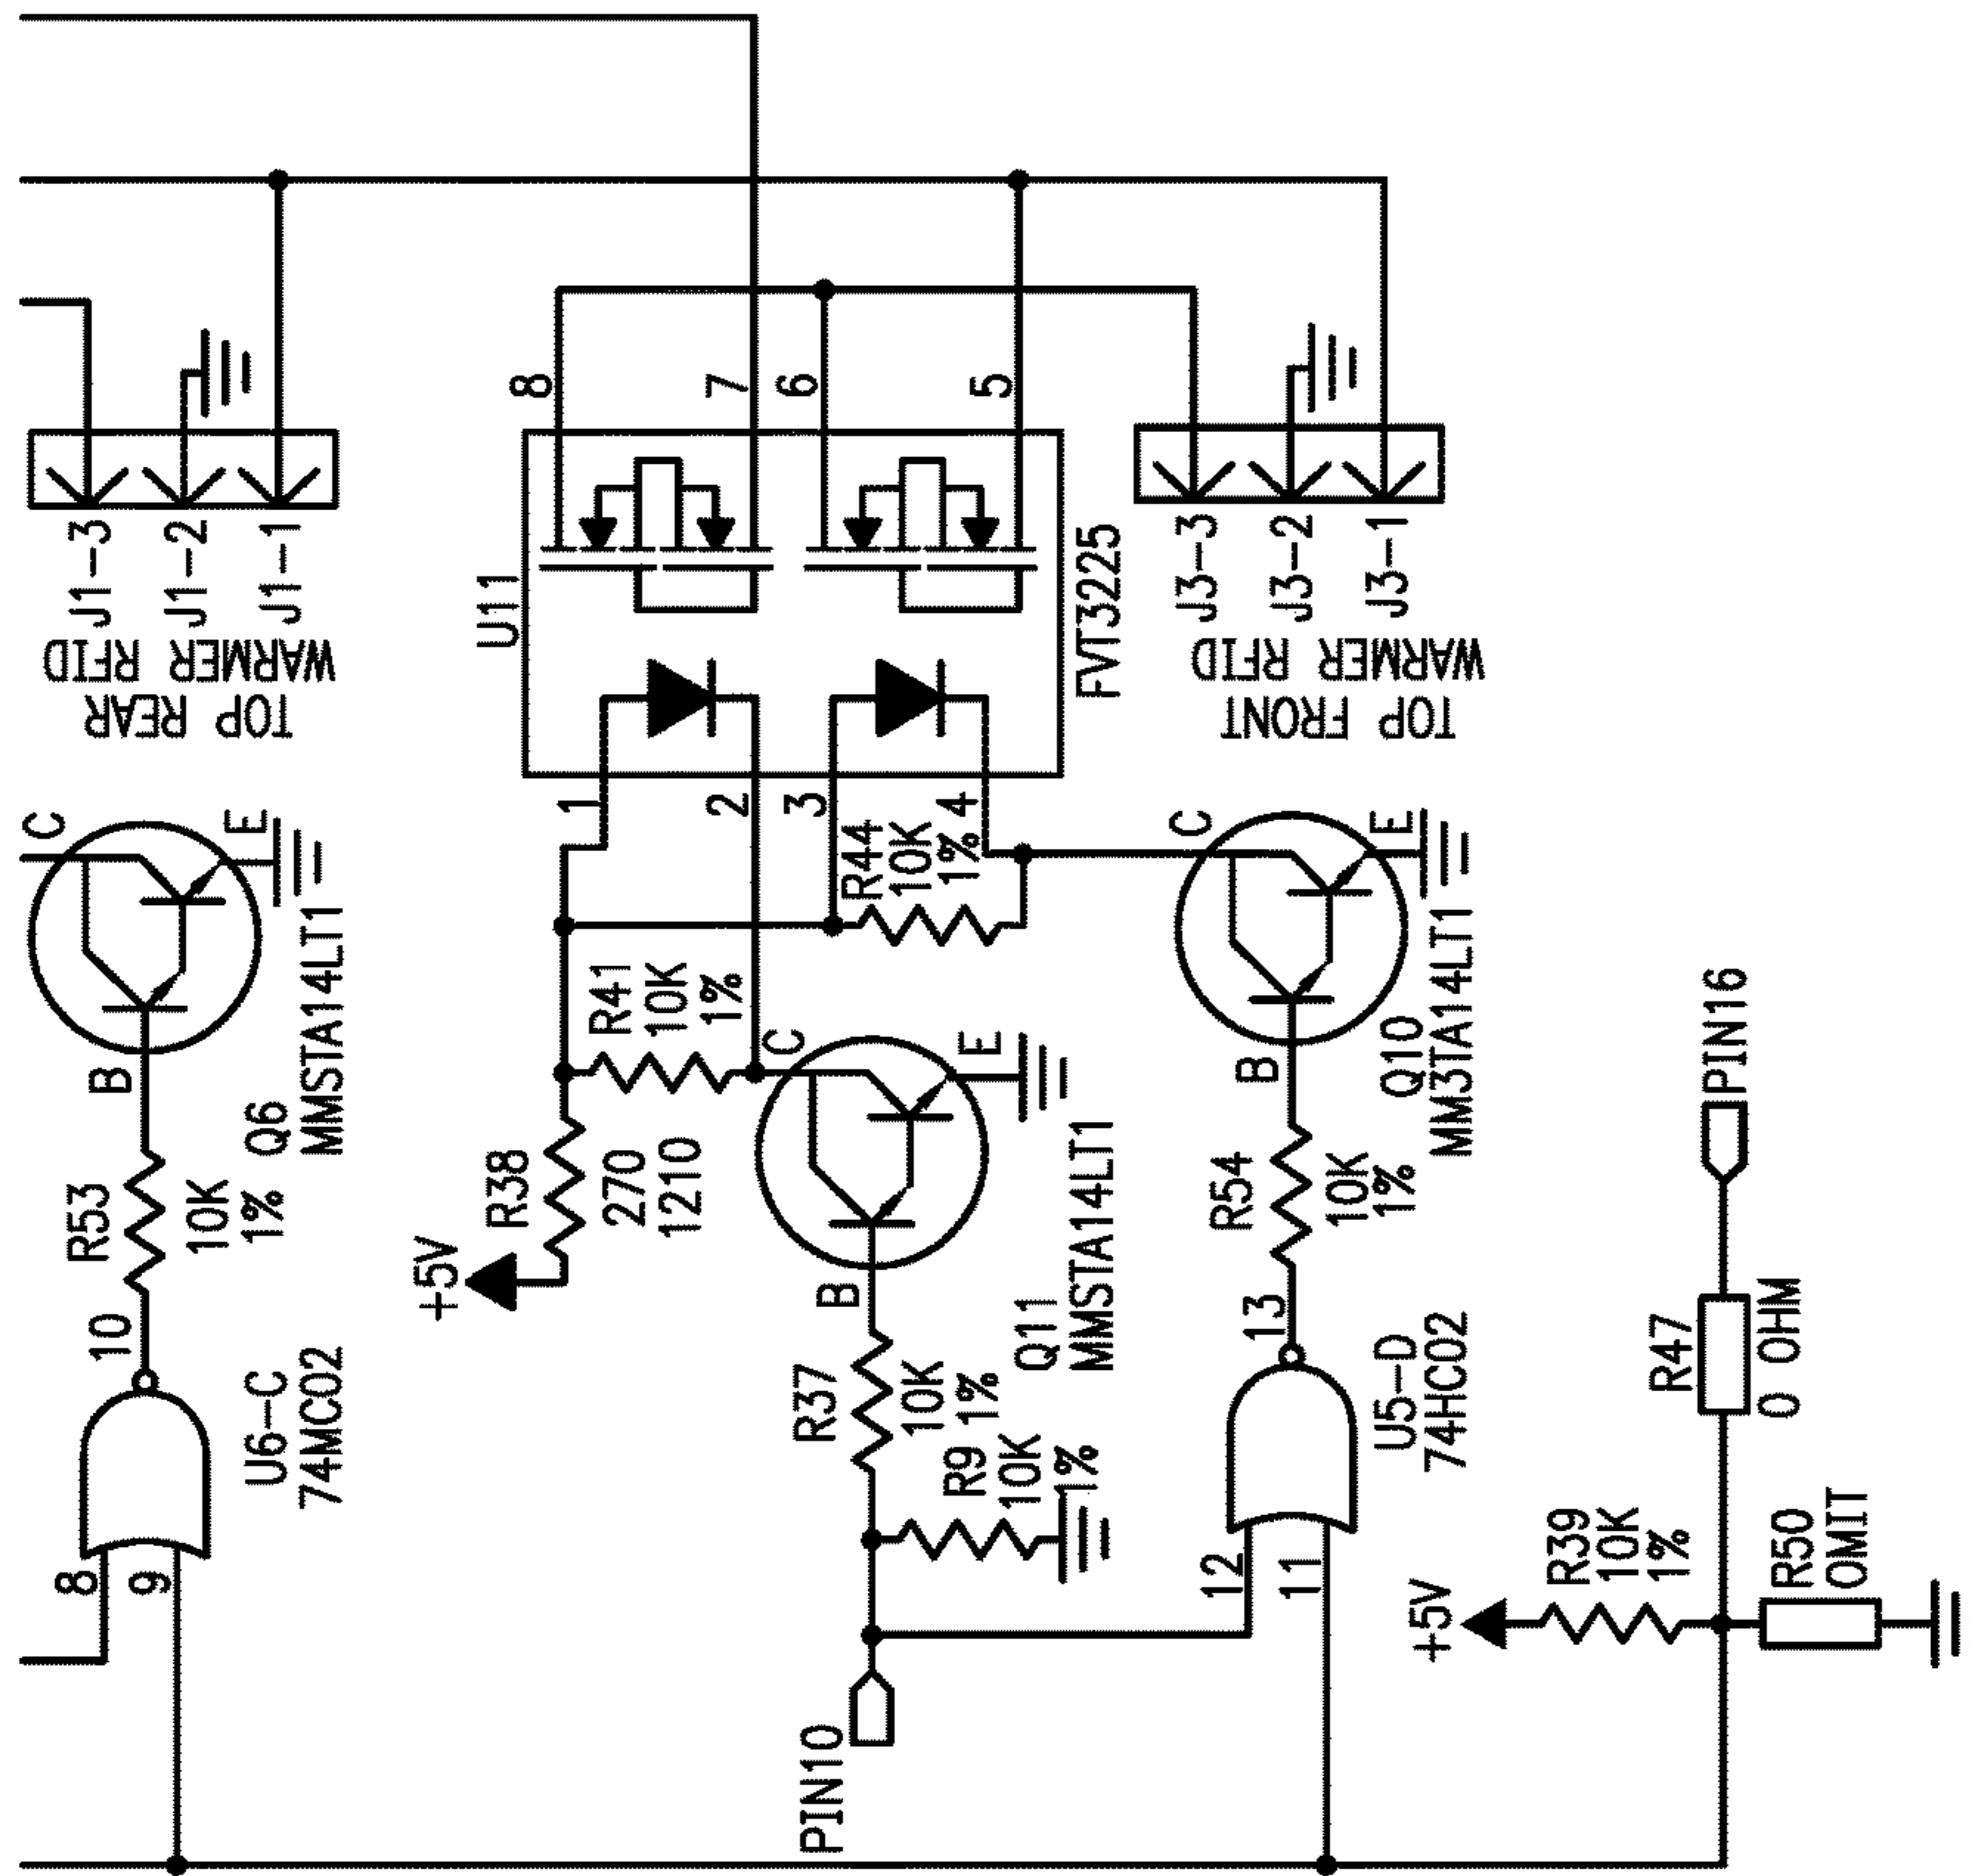 J1-3
J1-2
J1-1
TOP REAR
WARMER RFID
C
E
B
Q6
MMSTA14LT1
R53
10K
1%
10
U6-C
74MC02
8
9
8
7
6
5
U11
FVT3225
1
2
3
4
R44
10K
1%
R41
10K
1%
R38
270
1210
+5V
C
E
B
Q11
MMSTA14LT1
R37
10K
1%
R9
10K
1%
PIN10
J3-3
J3-2
J3-1
TOP FRONT
WARMER RFID
C
E
B
Q10
MM3TA14LT1
R54
10K
1%
13
U5-D
74HC02
12
11
PIN16
R47
0 OHM
R39
10K
1%
+5V
R50
OMIT